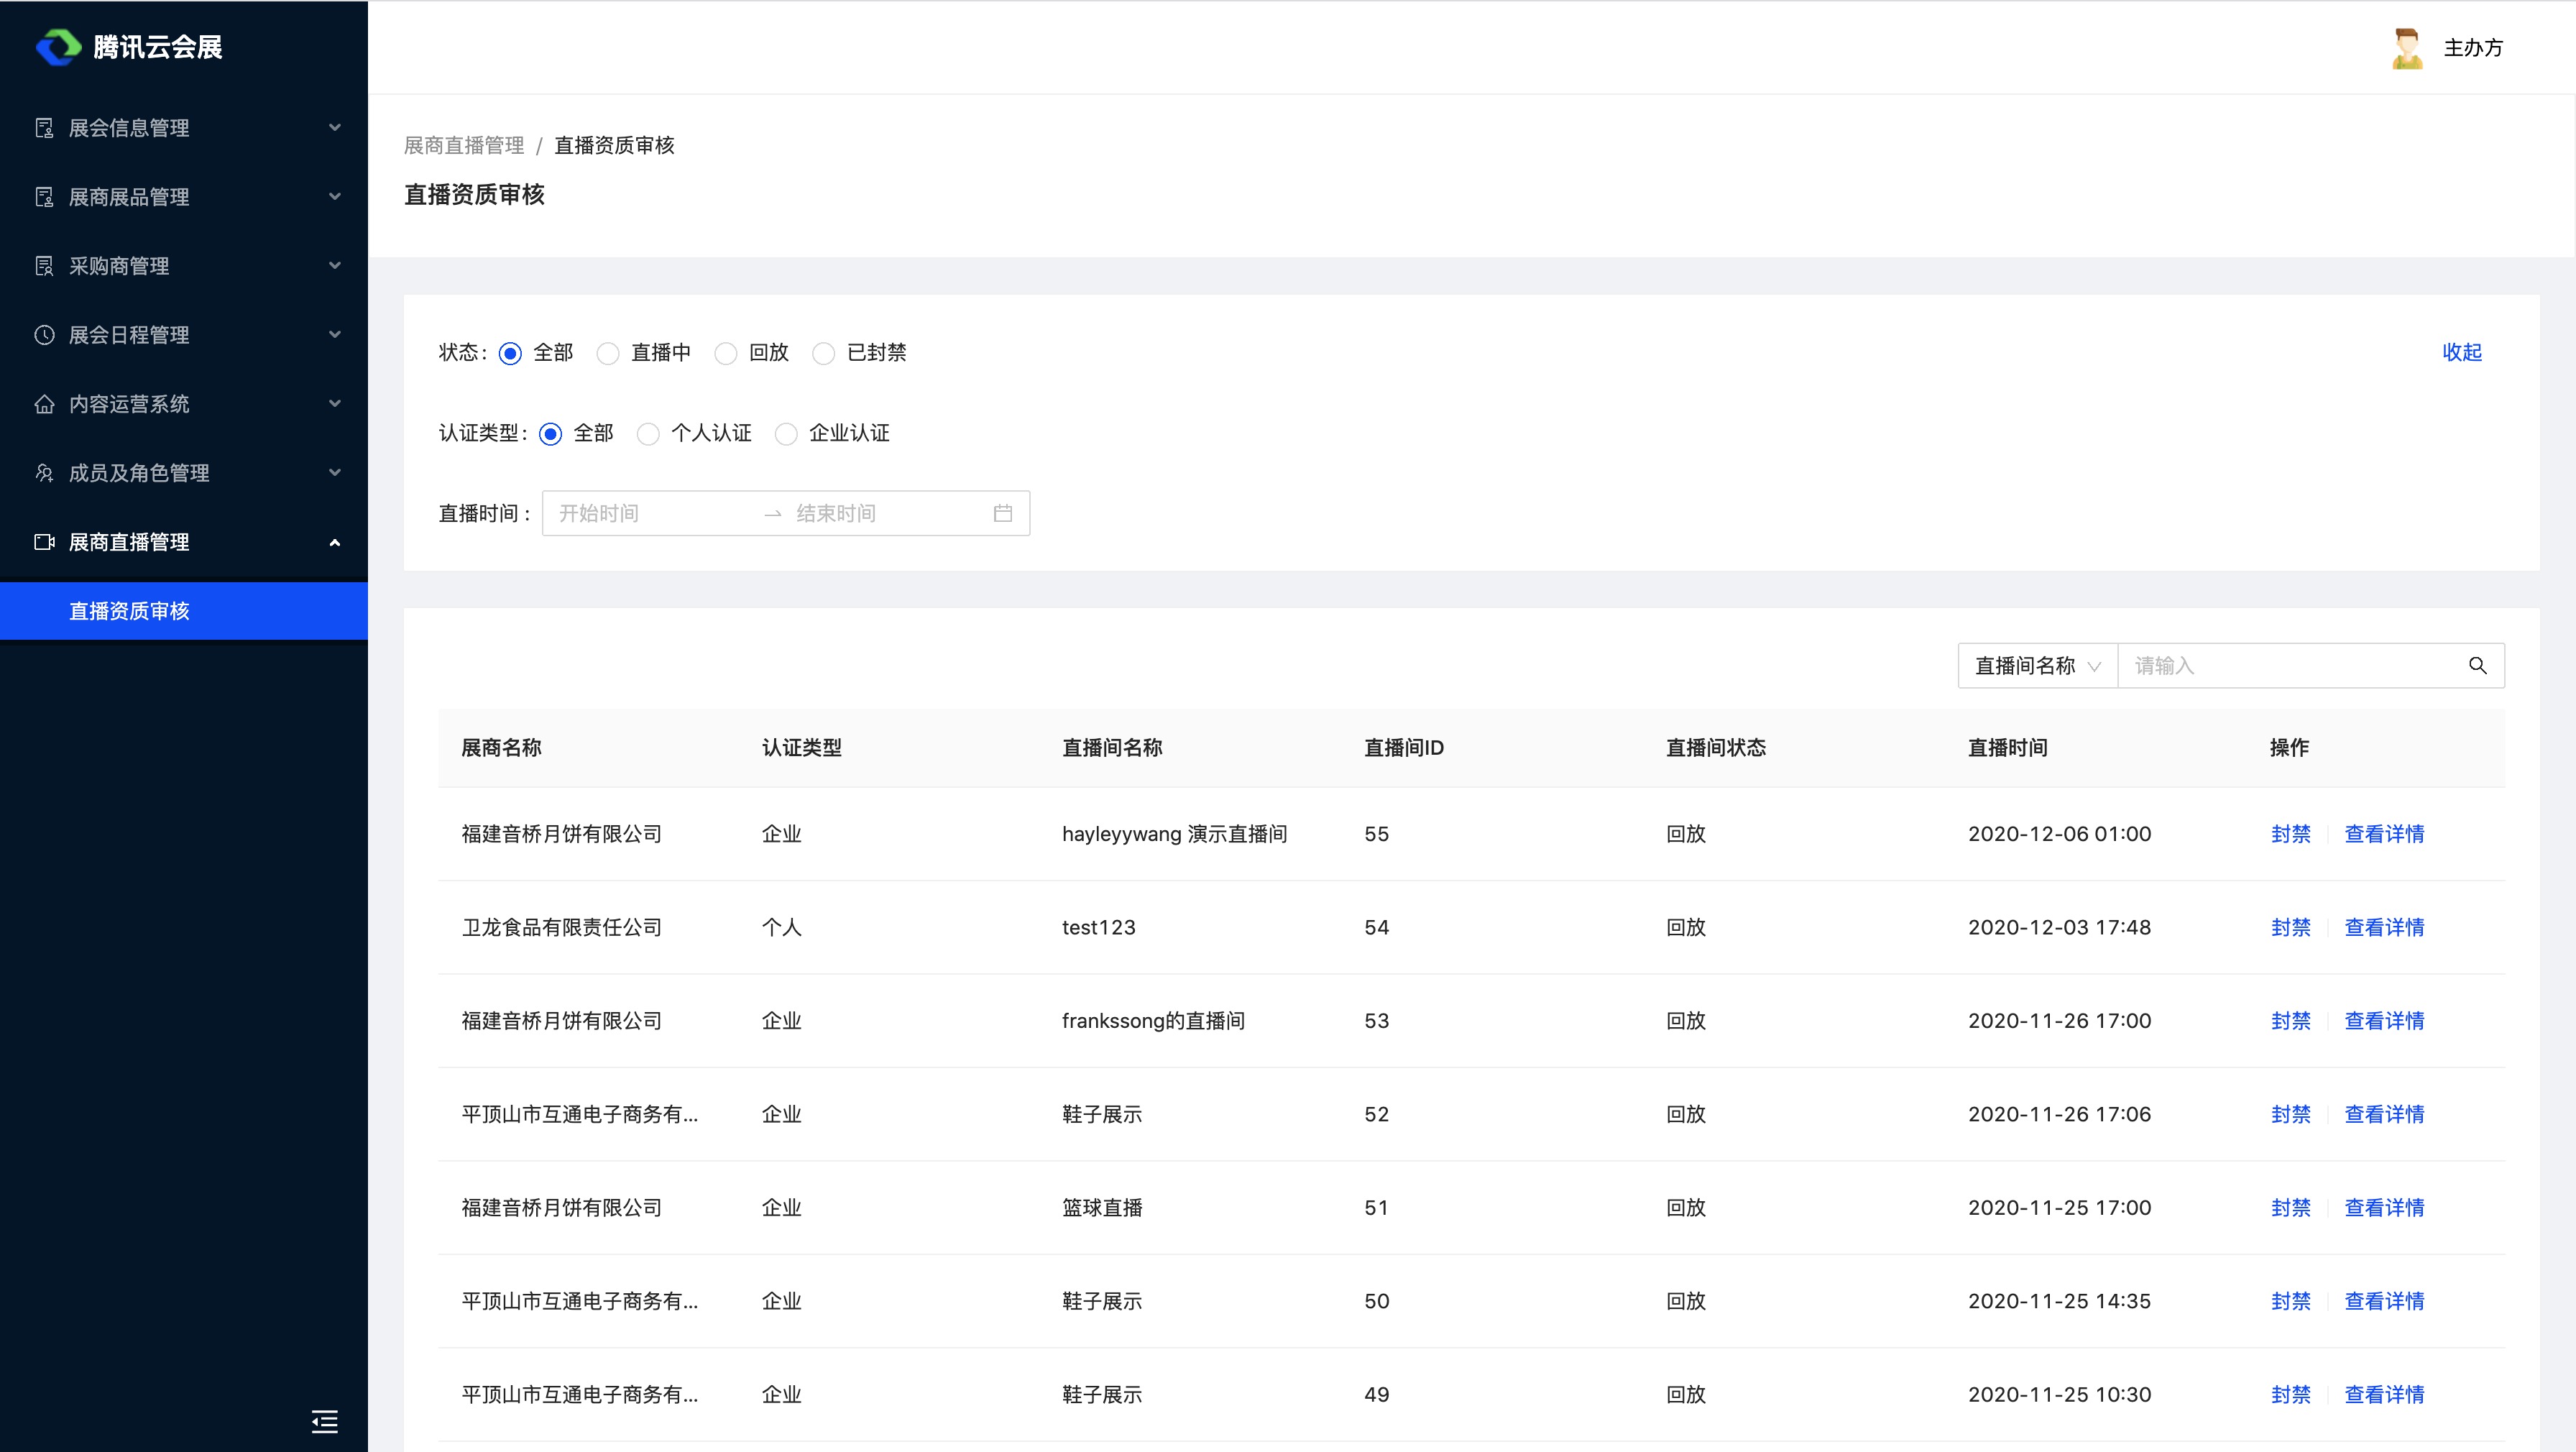 腾讯云会展
主办方
展会信息管理
展商展品管理
采购商管理
展会日程管理
内容运营系统
成员及角色管理
展商直播管理
直播资质审核
展商直播管理 / 直播资质审核
直播资质审核
状态: 全部 直播中 回放 已封禁 收起
认证类型: 全部 个人认证 企业认证
直播时间: 开始时间 → 结束时间
直播间名称 请输入
展商名称 认证类型 直播间名称 直播间ID 直播间状态 直播时间 操作
福建音桥月饼有限公司 企业 hayleyywang 演示直播间 55 回放 2020-12-06 01:00 封禁 查看详情
卫龙食品有限责任公司 个人 test123 54 回放 2020-12-03 17:48 封禁 查看详情
福建音桥月饼有限公司 企业 frankssong的直播间 53 回放 2020-11-26 17:00 封禁 查看详情
平顶山市互通电子商务有... 企业 鞋子展示 52 回放 2020-11-26 17:06 封禁 查看详情
福建音桥月饼有限公司 企业 篮球直播 51 回放 2020-11-25 17:00 封禁 查看详情
平顶山市互通电子商务有... 企业 鞋子展示 50 回放 2020-11-25 14:35 封禁 查看详情
平顶山市互通电子商务有... 企业 鞋子展示 49 回放 2020-11-25 10:30 封禁 查看详情